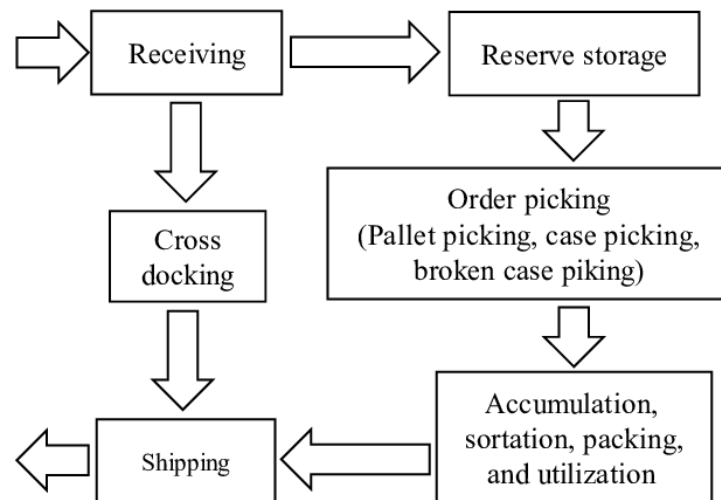 Receiving
Reserve storage
Order picking
(Pallet picking, case picking,
broken case piking)
Cross
docking
Accumulation,
sortation, packing,
and utilization
Shipping